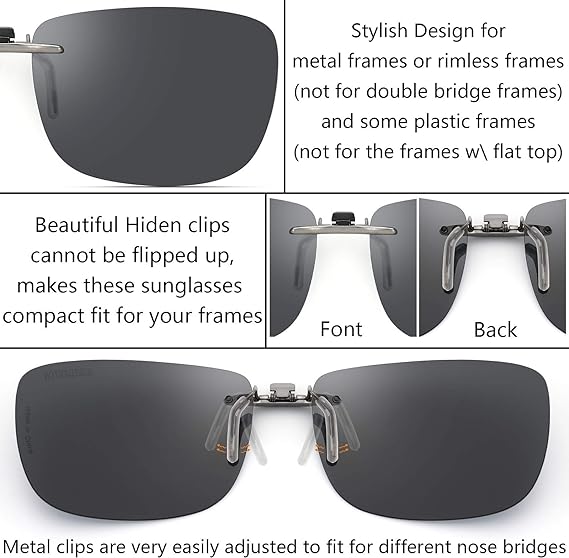 Stylish Design for
metal frames or rimless frames
(not for double bridge frames)
and some plastic frames
(not for the frames w\ flat top)
Beautiful Hiden clips
cannot be flipped up,
makes these sunglasses
compact fit for your frames
Font
Back
Metal clips are very easily adjusted to fit for different nose bridges